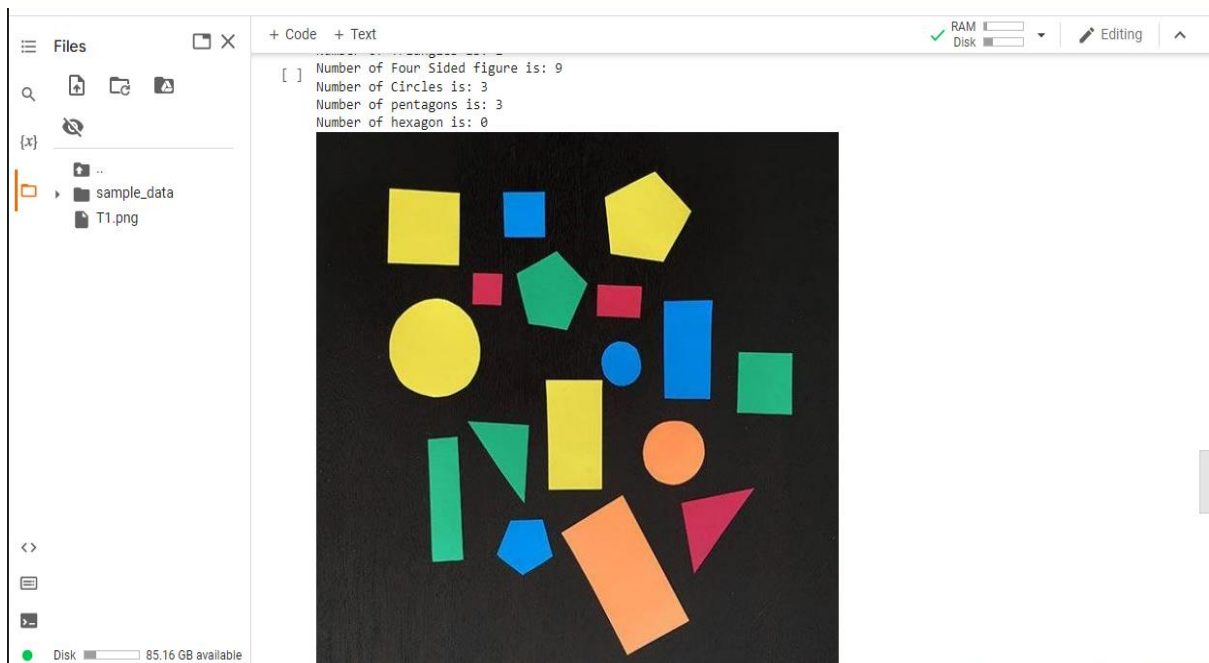 Files
+ Code + Text
RAM
Disk
Editing
Number of Four Sided figure is: 9
[ ]
Number of Circles is: 3
Number of pentagons is: 3
Number of hexagon is: 0
{x}
..
sample_data
T1.png
<>
Disk 85.16 GB available